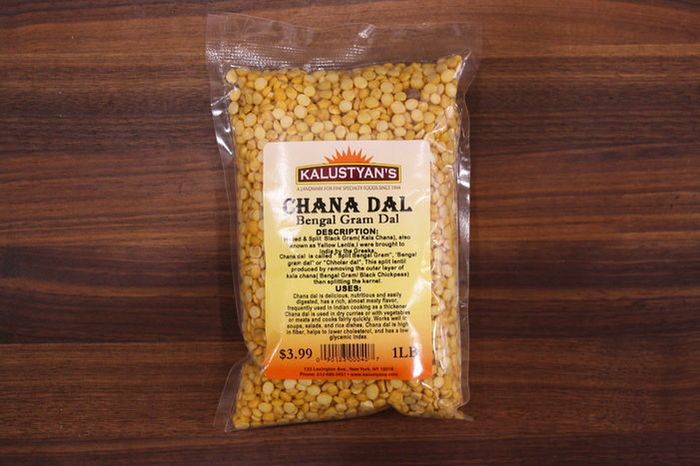 KALUSTYAN'S
A LANDMARK FOR FINE SPECIALTY FOODS SINCE 1944
CHANA DAL
Bengal Gram Dal
DESCRIPTION:
& Split Black Gram( Kala Chana), also
known as Yellow Lentis,i were brought to
India by the Greeks.
Chana dal is called " Split Bengal Gram", 'Bengal
gram dal" or "Chholar dal", This split lentil
produced by removing the outer layer of
kala chana( Bengal Gram/ Black Chickpeas)
then splitting the kernel.
USES:
Chana dal is delicious, nutritious and easily
digested, has a rich, almost meaty flavor,
frequently used in Indian cooking as a thickener
Chana dal is used in dry curries or with vegetables
or meats and cooks fairly quickly. Works well in
soups, salads, and rice dishes. Chana dal is high
in fiber, helps to lower cholesterol, and has a low
glycemic index.
$3.99 1LB
123 Lexington Ave., New York, NY 10016
Phone: • www.kalustyans.com